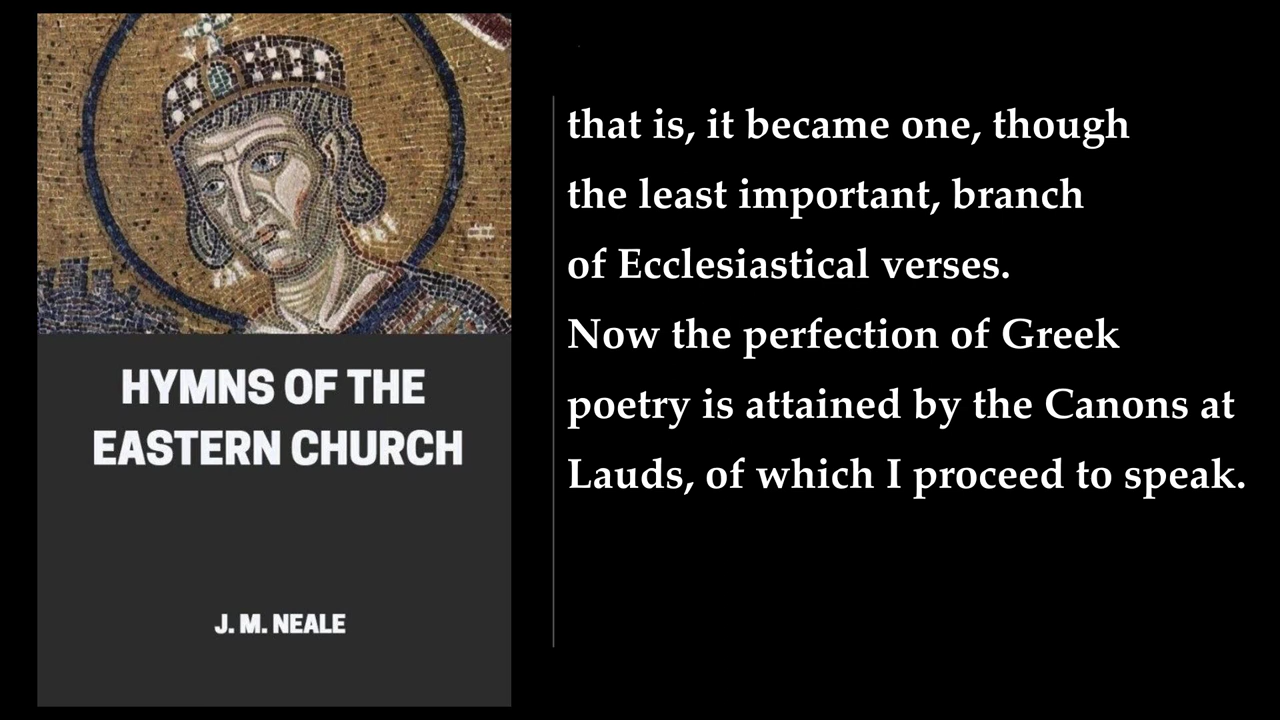 HYMNS OF THE
EASTERN CHURCH
J. M. NEALE
that is, it became one, though
the least important, branch
of Ecclesiastical verses.
Now the perfection of Greek
poetry is attained by the Canons at
Lauds, of which I proceed to speak.